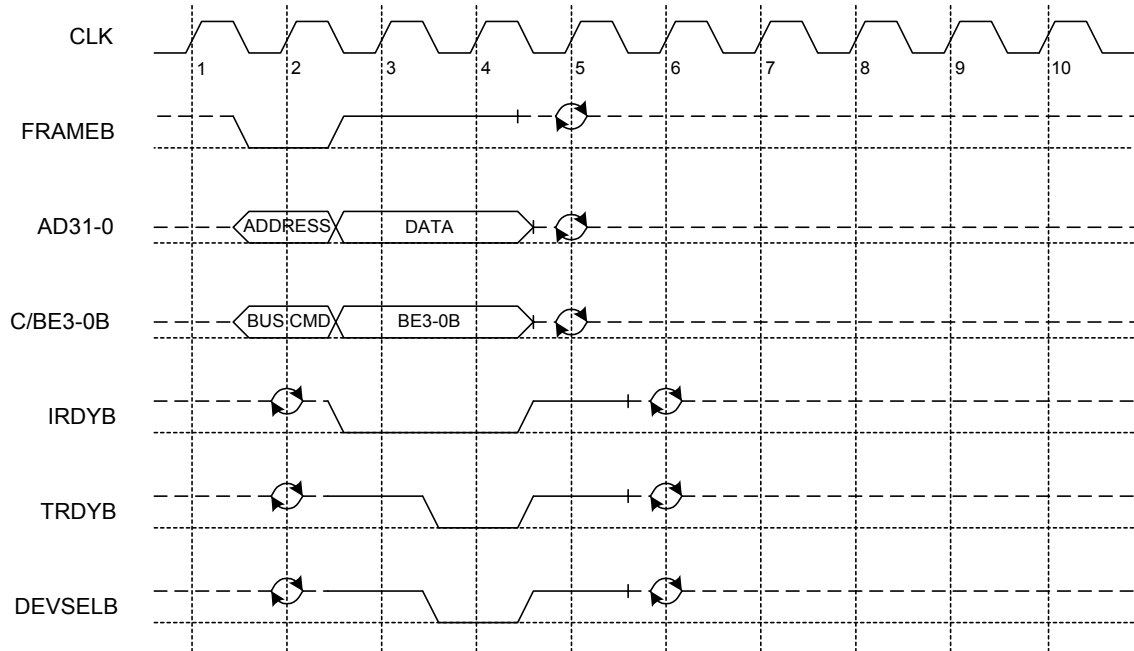 CLK
1 2 3 4 5 6 7 8 9 10
FRAMEB
AD31-0 ADDRESS DATA
C/BE3-0B BUS CMD BE3-0B
IRDYB
TRDYB
DEVSELB